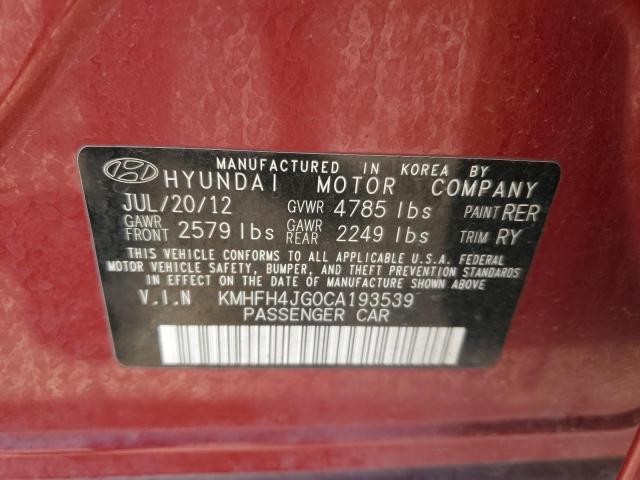 MANUFACTURED IN KOREA BY
HYUNDAI MOTOR COMPANY
JUL/20/12 GVWR 4785 lbs PAINT RER
GAWR FRONT 2579 lbs GAWR REAR 2249 lbs TRIM RY
THIS VEHICLE CONFORMS TO ALL APPLICABLE U.S.A. FEDERAL
MOTOR VEHICLE SAFETY, BUMPER, AND THEFT PREVENTION STANDARDS
IN EFFECT ON THE DATE OF MANUFACTURE SHOWN ABOVE.
V.I.N KMHFH4JG0CA193539
PASSENGER CAR